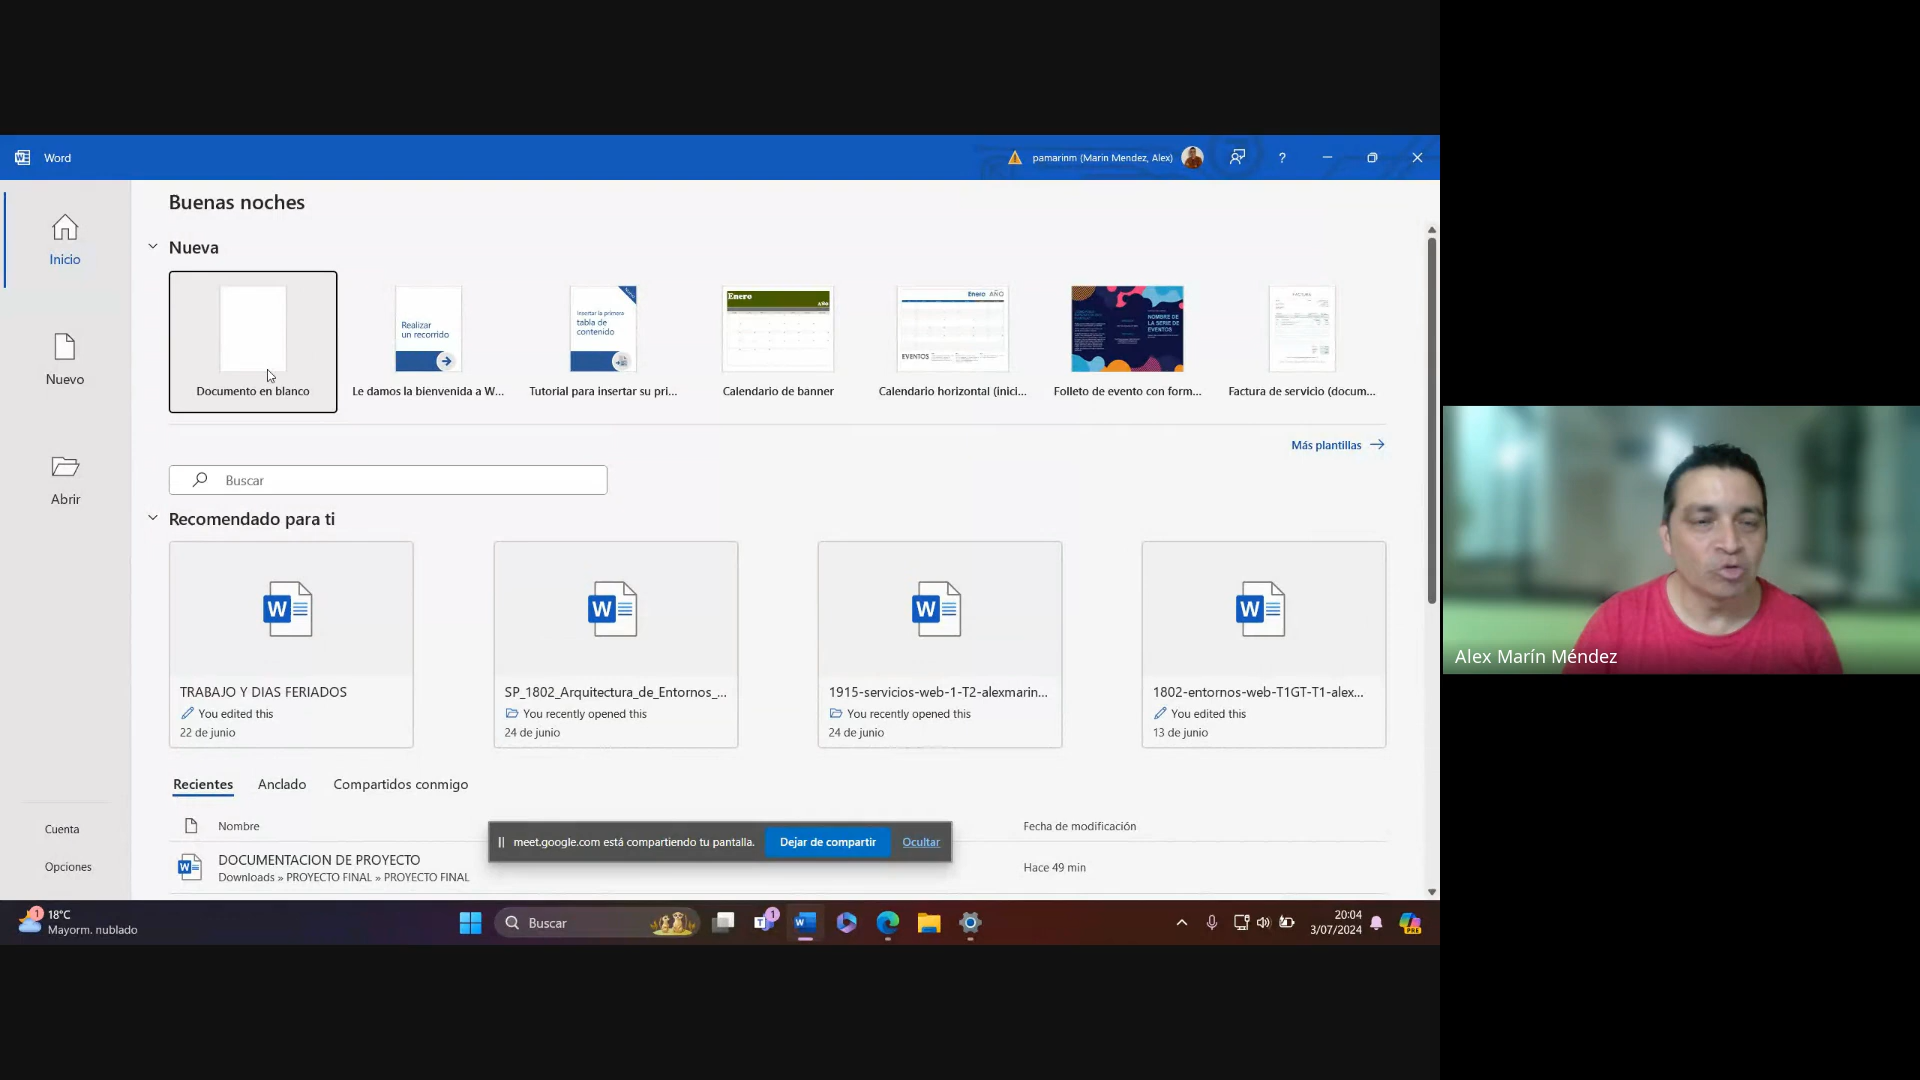 Word
pamarinm (Marin Mendez, Alex)
?
Buenas noches
Inicio
Nuevo
Abrir
Cuenta
Opciones
Nueva
Realizar
un recorrido
Insertar la primera
tabla de
contenido
Enero
AÑO
Enero AÑO
EVENTOS
NOMBRE DE
LA SERIE DE
EVENTOS
FACTURA
Documento en blanco
Le damos la bienvenida a W...
Tutorial para insertar su pri...
Calendario de banner
Calendario horizontal (inici...
Folleto de evento con form...
Factura de servicio (docum...
Más plantillas
Buscar
Recomendado para ti
W
W
W
W
TRABAJO Y DIAS FERIADOS
You edited this
22 de junio
SP_1802_Arquitectura_de_Entornos_...
You recently opened this
24 de junio
1915-servicios-web-1-T2-alexmarin...
You recently opened this
24 de junio
1802-entornos-web-T1GT-T1-alex...
You edited this
13 de junio
Recientes
Anclado
Compartidos conmigo
Nombre
Fecha de modificación
meet.google.com está compartiendo tu pantalla.
Dejar de compartir
Ocultar
DOCUMENTACION DE PROYECTO
Downloads » PROYECTO FINAL » PROYECTO FINAL
Hace 49 min
Alex Marín Méndez
1
18°C
Mayorm. nublado
Buscar
1
20:04
3/07/2024
PRE